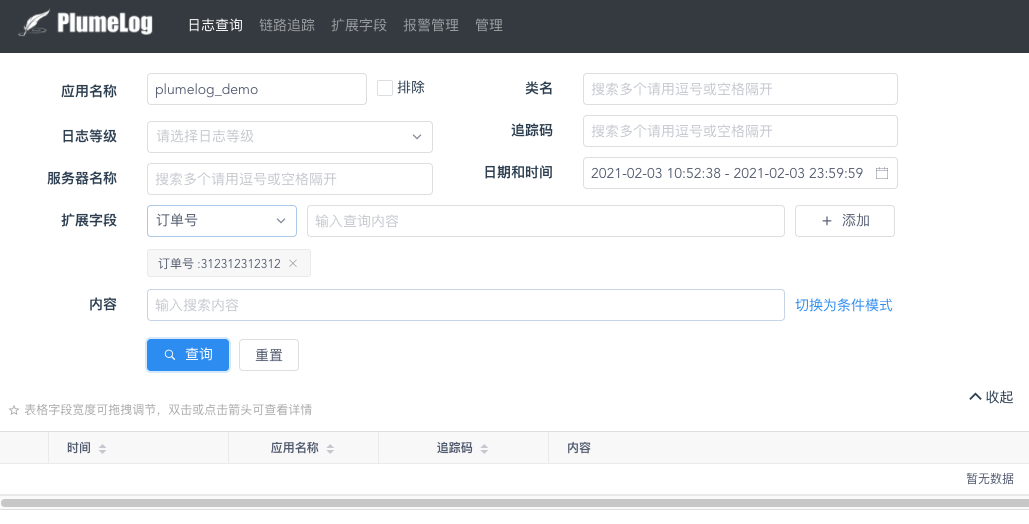 PlumeLog 日志查询 链路追踪 扩展字段 报警管理 管理
应用名称 plumelog_demo 排除 类名 搜索多个请用逗号或空格隔开
日志等级 请选择日志等级 追踪码 搜索多个请用逗号或空格隔开
服务器名称 搜索多个请用逗号或空格隔开 日期和时间 2021-02-03 10:52:38 - 2021-02-03 23:59:59
扩展字段 订单号 输入查询内容 + 添加
订单号 :312312312312 ×
内容 输入搜索内容 切换为条件模式
查询 重置
收起
☆ 表格字段宽度可拖拽调节，双击或点击箭头可查看详情
时间 应用名称 追踪码 内容
暂无数据